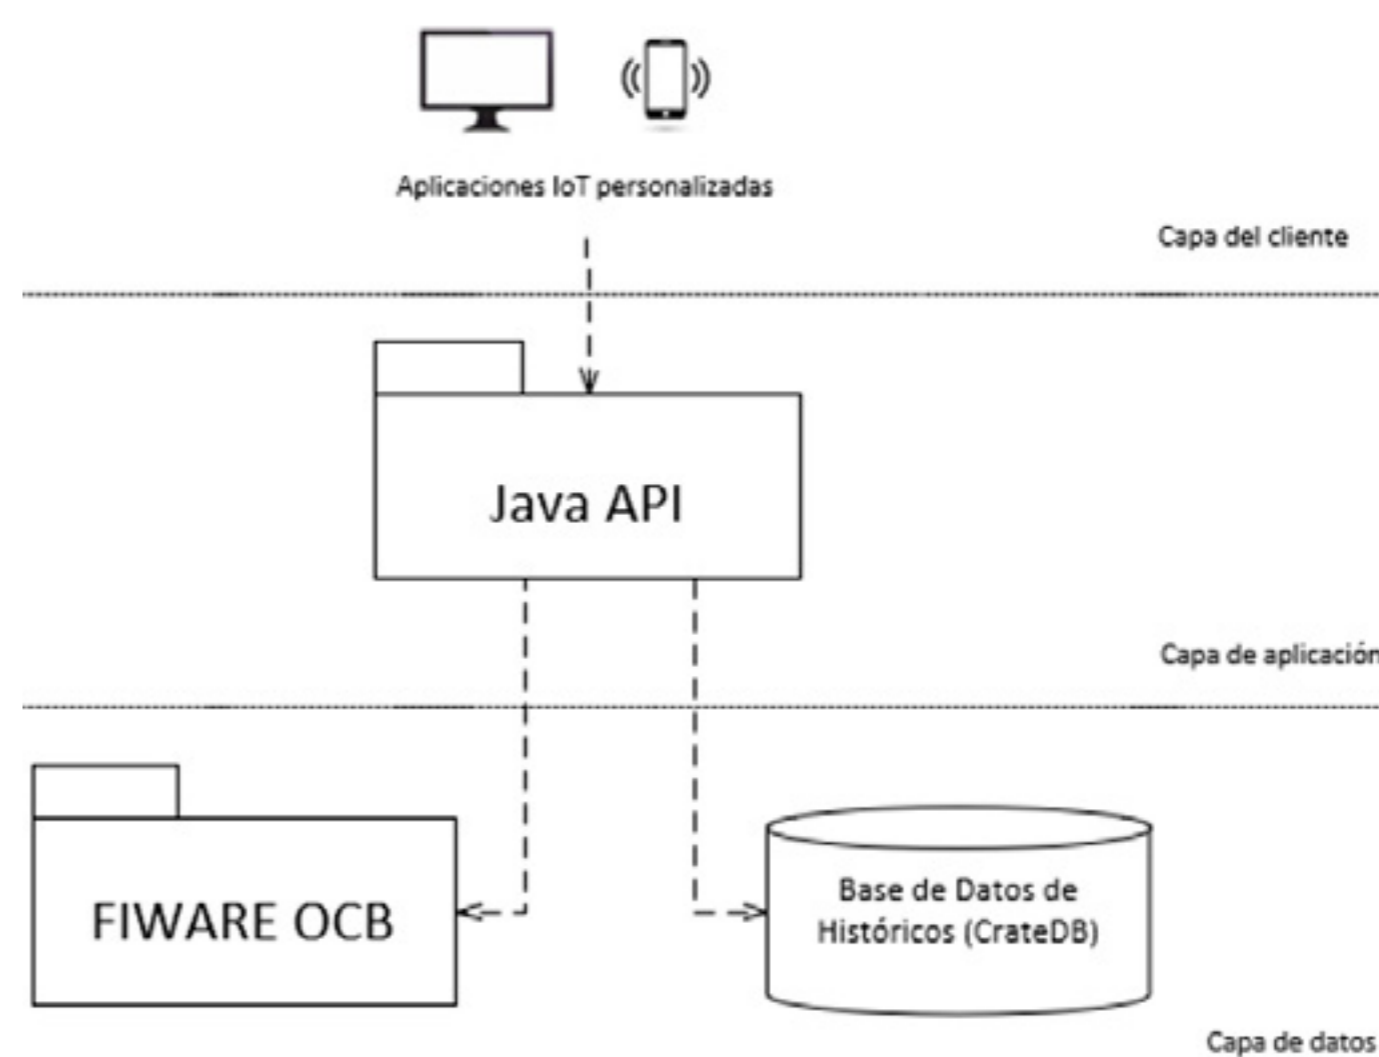 Aplicaciones IoT personalizadas
Capa del cliente
Java API
Capa de aplicación
FIWARE OCB
Base de Datos de
Históricos (CrateDB)
Capa de datos